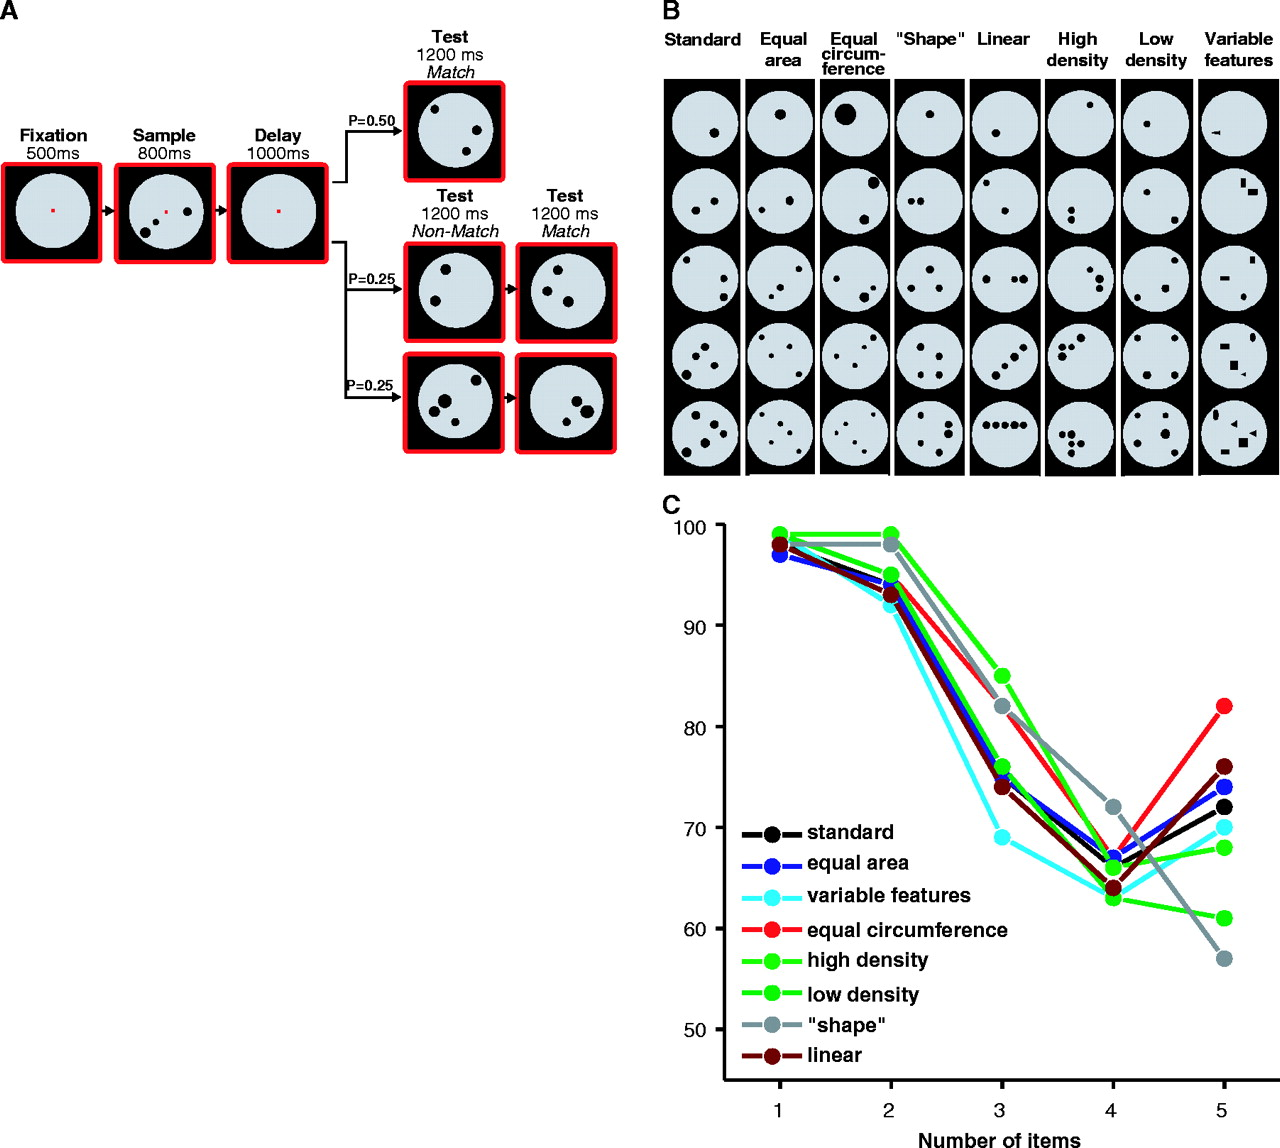 A
Test
1200 ms
Match
Fixation
500ms
Sample
800ms
Delay
1000ms
P=0.50
Test
1200 ms
Non-Match
Test
1200 ms
Match
P=0.25
P=0.25
B
Standard
Equal
area
Equal
circum-
ference
"Shape"
Linear
High
density
Low
density
Variable
features
C
100
90
80
70
60
50
standard
equal area
variable features
equal circumference
high density
low density
"shape"
linear
1 2 3 4 5
Number of items